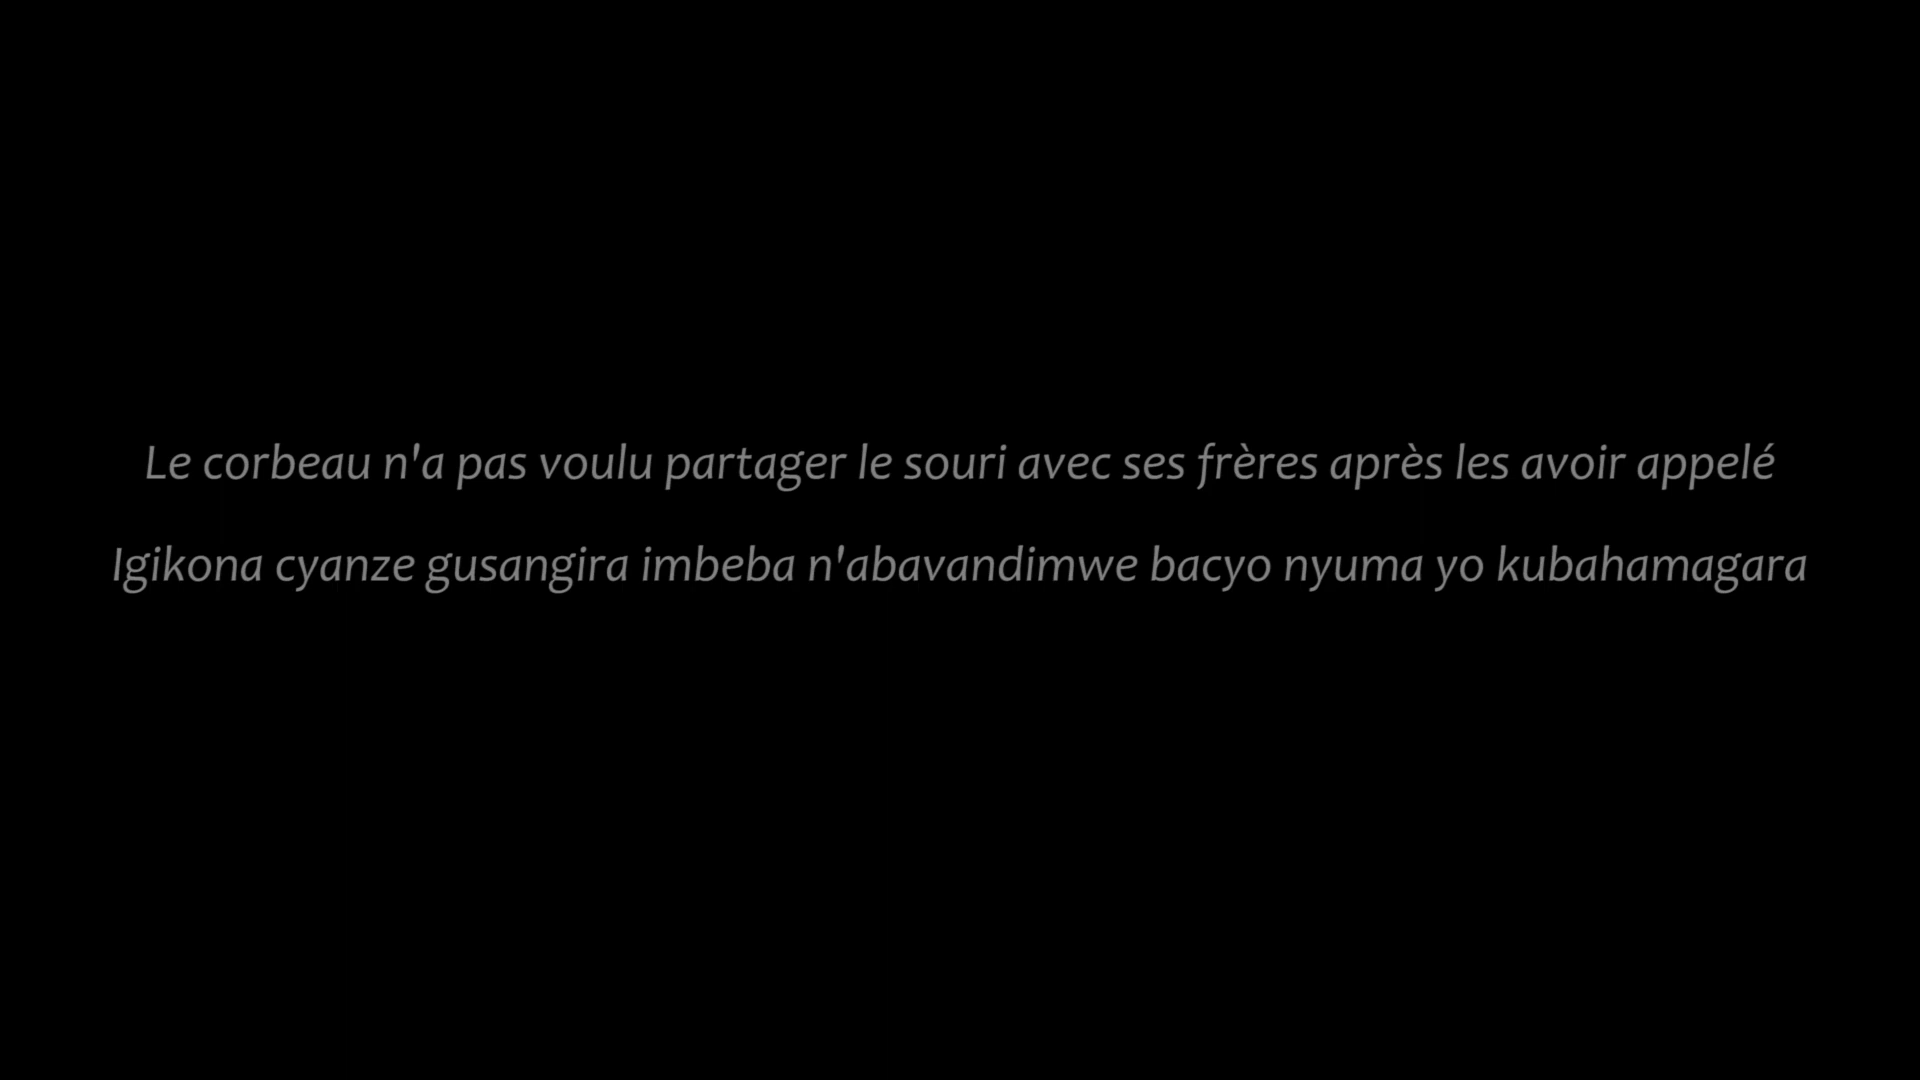 Le corbeau n'a pas voulu partager le souri avec ses frères après les avoir appelé
Igikona cyanze gusangira imbeba n'abavandimwe bacyo nyuma yo kubahamagara